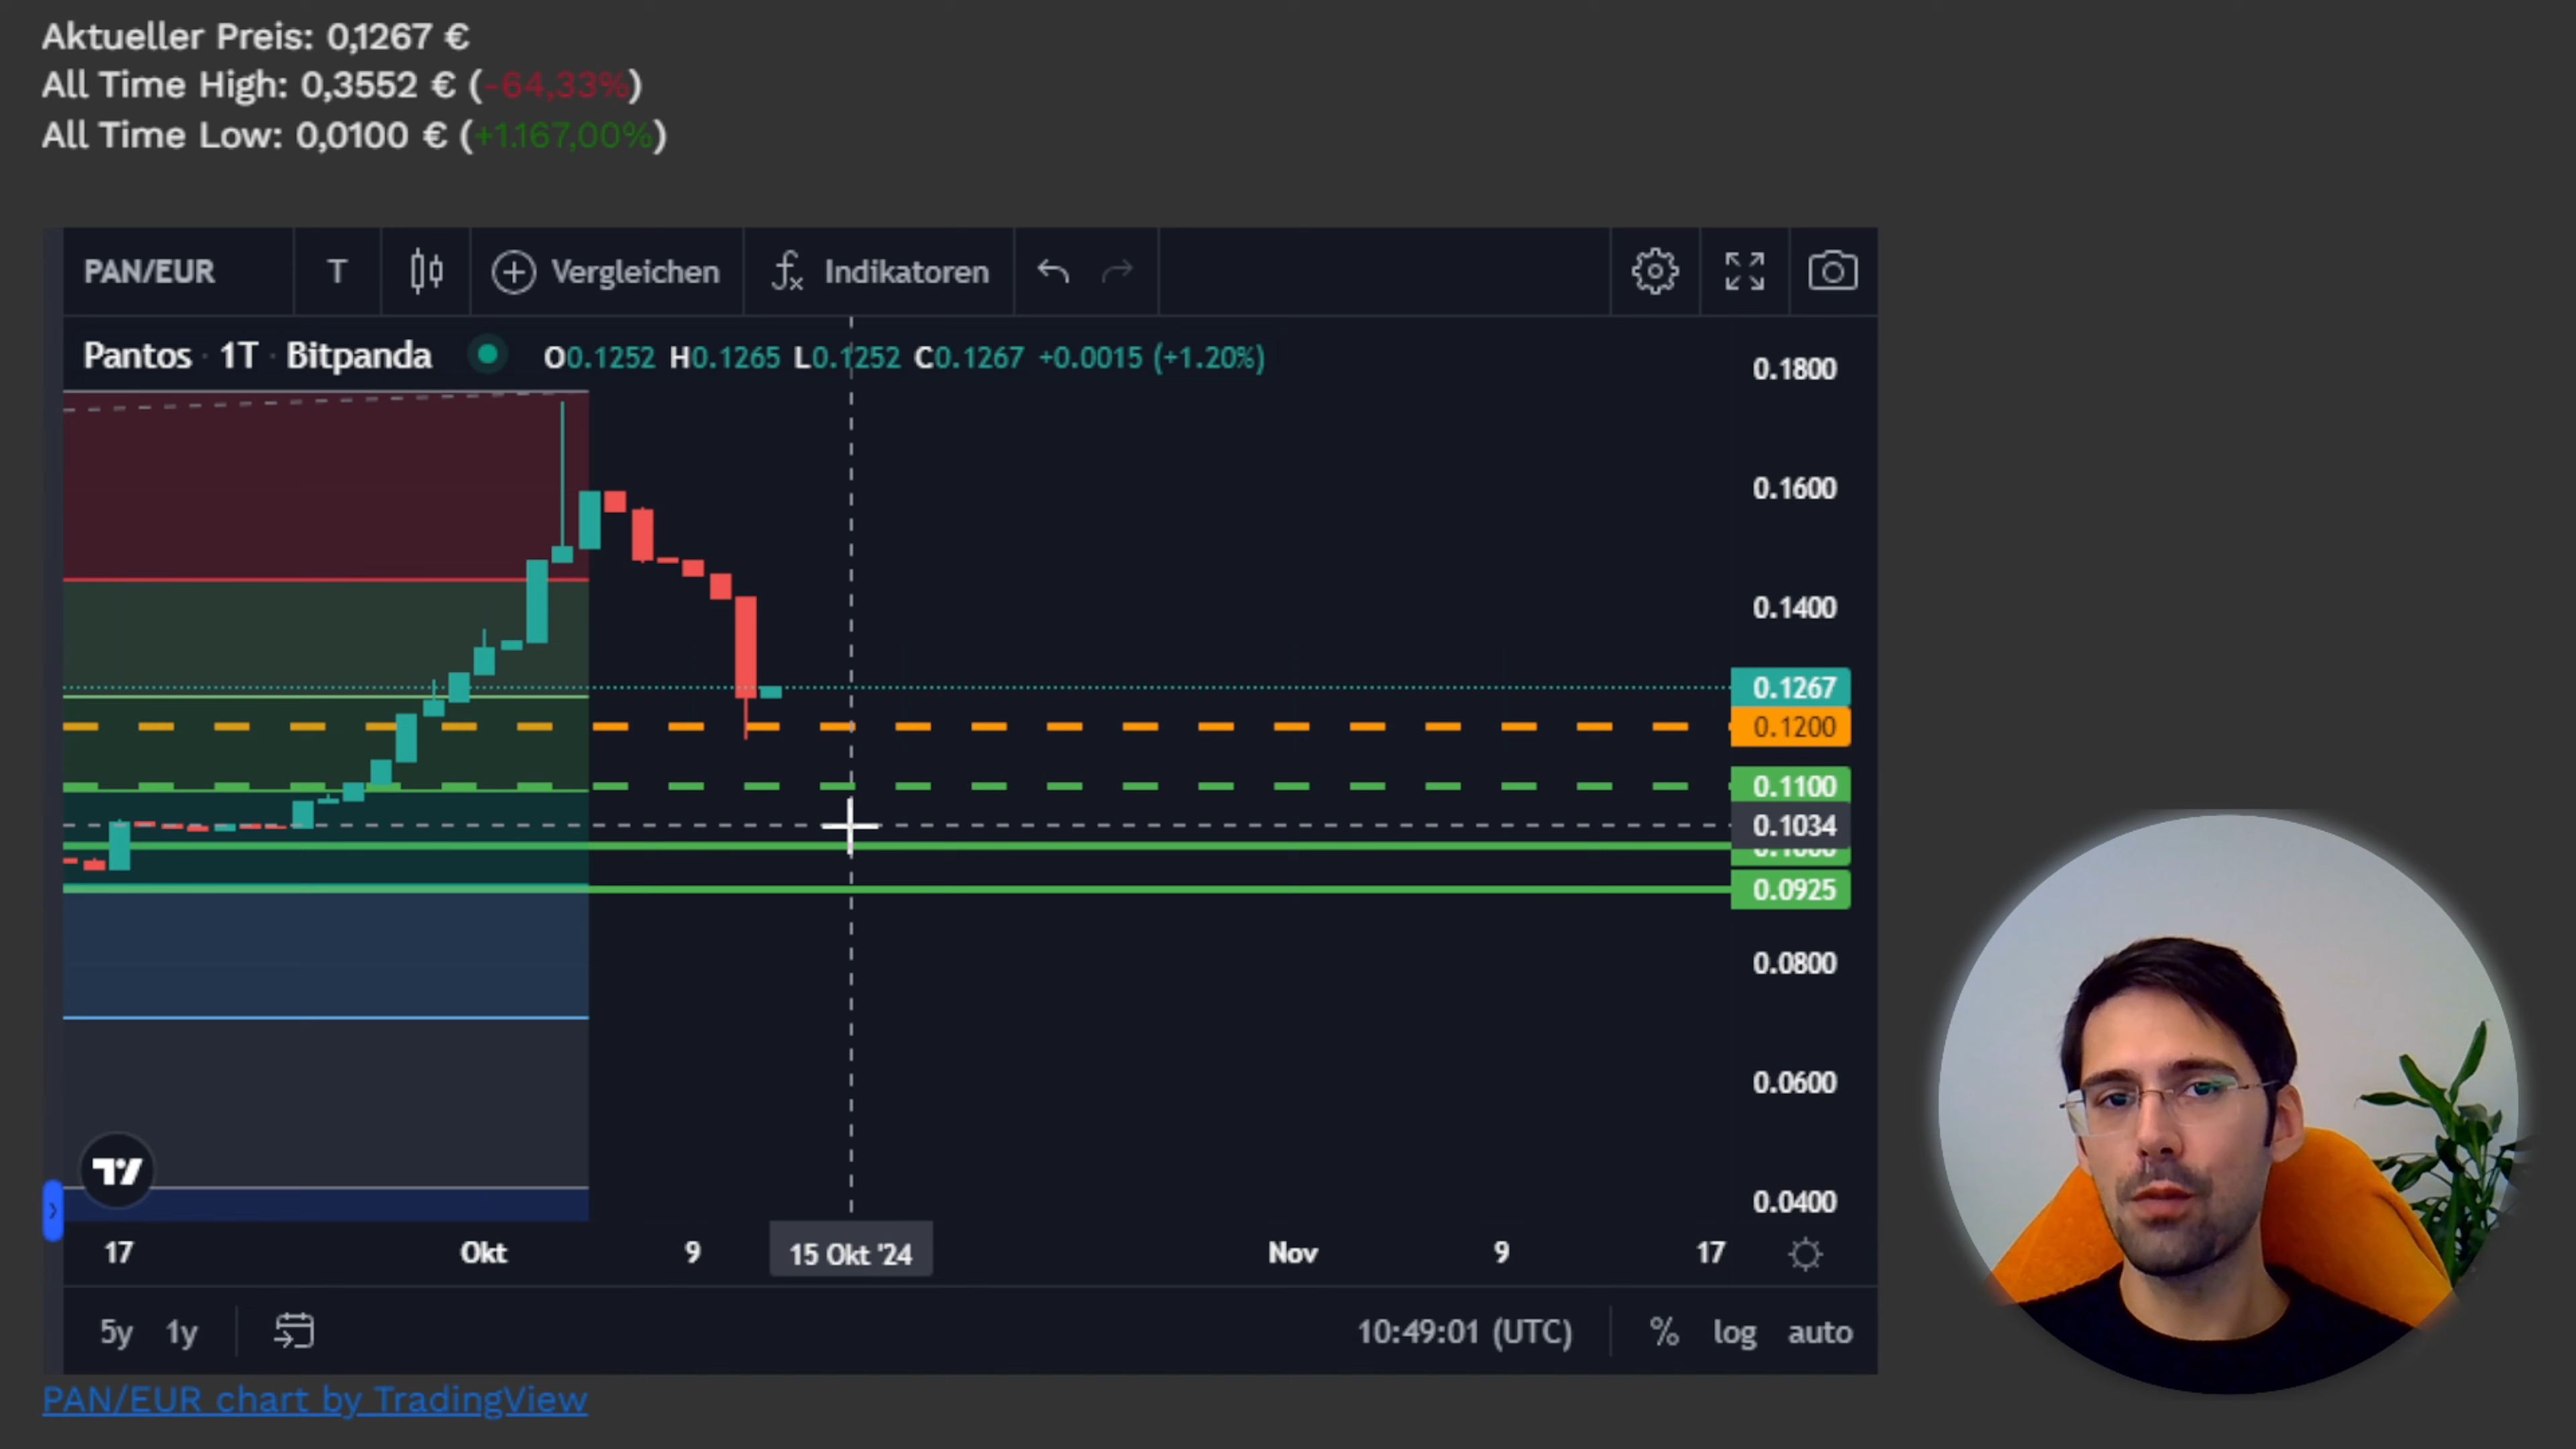 Aktueller Preis: 0,1267 €
All Time High: 0,3552 € (-64,33%)
All Time Low: 0,0100 € (+1.167,00%)
PAN/EUR T Vergleichen fx Indikatoren
Pantos · 1T · Bitpanda O0.1252 H0.1265 L0.1252 C0.1267 +0.0015 (+1.20%)
0.1800
0.1600
0.1400
0.1267
0.1200
0.1100
0.1034
0.0925
0.0800
0.0600
0.0400
17 Okt 9 15 Okt '24 Nov 9 17
5y 1y 10:49:01 (UTC) % log auto
PAN/EUR chart by TradingView